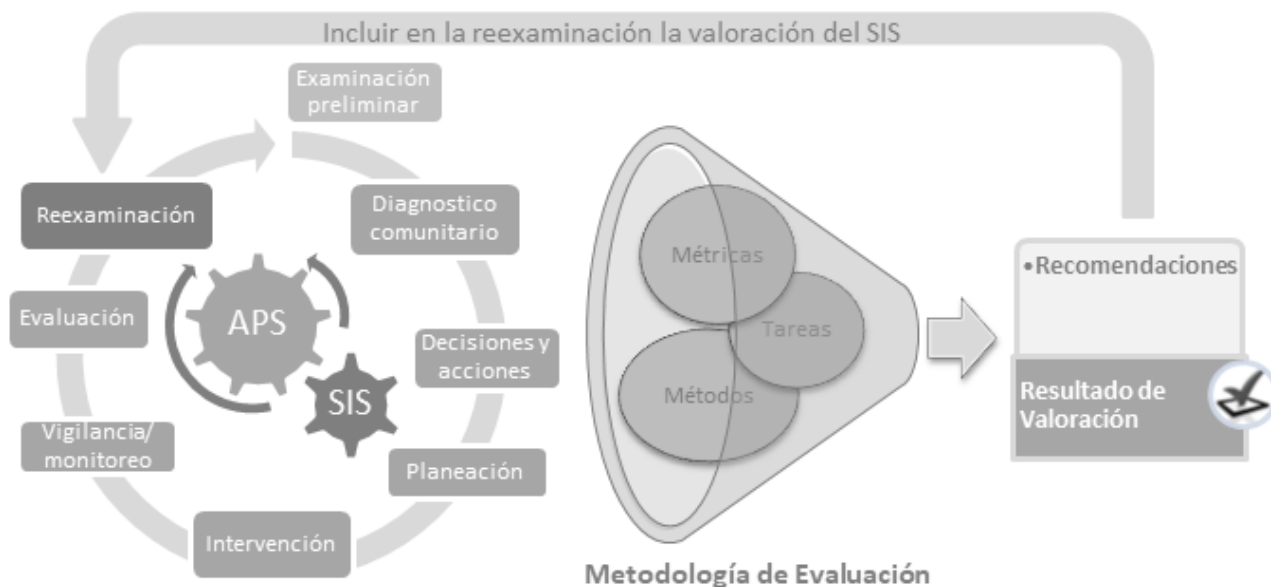 Incluir en la reexaminación la valoración del SIS
Examinación
preliminar
Reexaminación
Diagnostico
comunitario
Evaluación
APS
SIS
Decisiones y
acciones
Vigilancia/
monitoreo
Planeación
Intervención
Métricas
Tareas
Métodos
Metodología de Evaluación
•Recomendaciones
Resultado de
Valoración